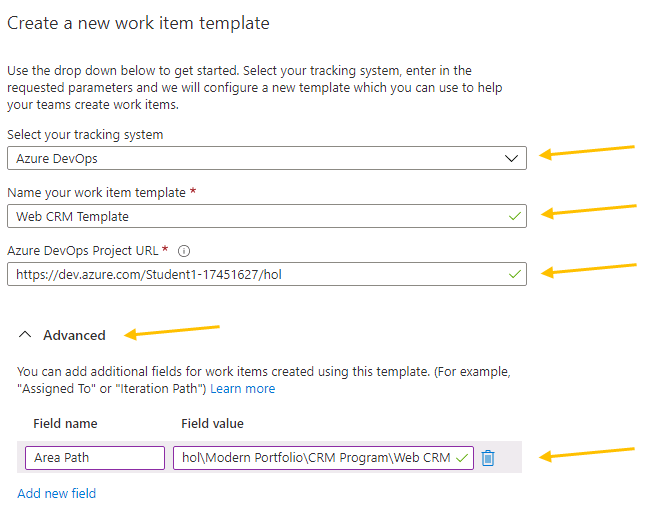 Create a new work item template
Use the drop down below to get started. Select your tracking system, enter in the
requested parameters and we will configure a new template which you can use to help
your teams create work items.
Select your tracking system
Azure DevOps
Name your work item template *
Web CRM Template
Azure DevOps Project URL *
https://dev.azure.com/Student1-17451627/hol
Advanced
You can add additional fields for work items created using this template. (For example,
"Assigned To" or "Iteration Path") Learn more
Field name Field value
Area Path hol\Modern Portfolio\CRM Program\Web CRM
Add new field